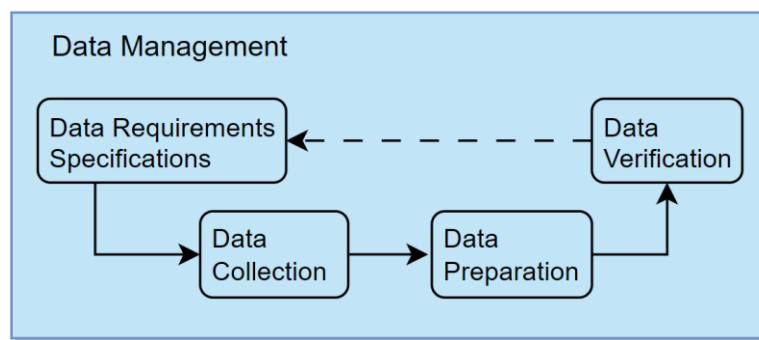 Data Management
Data Requirements
Specifications
Data
Verification
Data
Collection
Data
Preparation